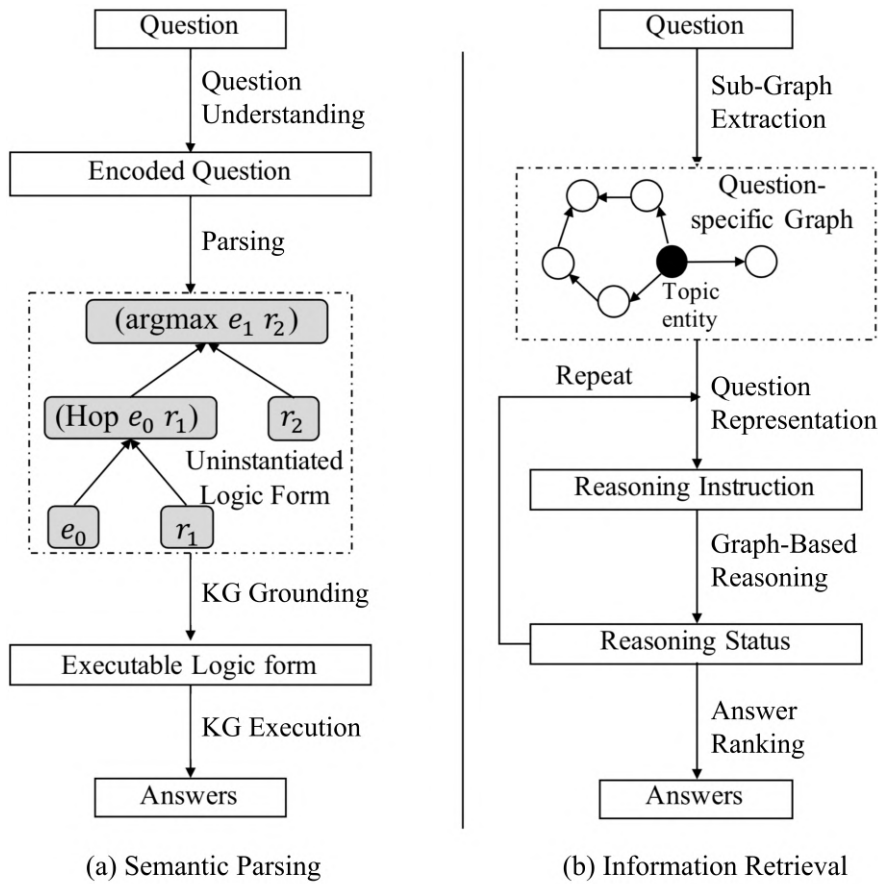 Question
Question
Understanding
Encoded Question
Parsing
(argmax e₁ r₂)
(Hop e₀ r₁)
r₂
Uninstantiated
Logic Form
e₀
r₁
KG Grounding
Executable Logic form
KG Execution
Answers
(a) Semantic Parsing
Question
Sub-Graph
Extraction
Question-
specific Graph
Topic
entity
Repeat
Question
Representation
Reasoning Instruction
Graph-Based
Reasoning
Reasoning Status
Answer
Ranking
Answers
(b) Information Retrieval